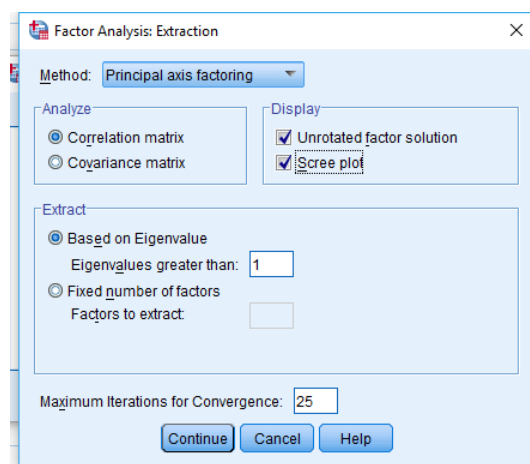 Factor Analysis: Extraction
Method: Principal axis factoring
Analyze
Correlation matrix
Covariance matrix
Display
Unrotated factor solution
Scree plot
Extract
Based on Eigenvalue
Eigenvalues greater than: 1
Fixed number of factors
Factors to extract:
Maximum Iterations for Convergence: 25
Continue Cancel Help